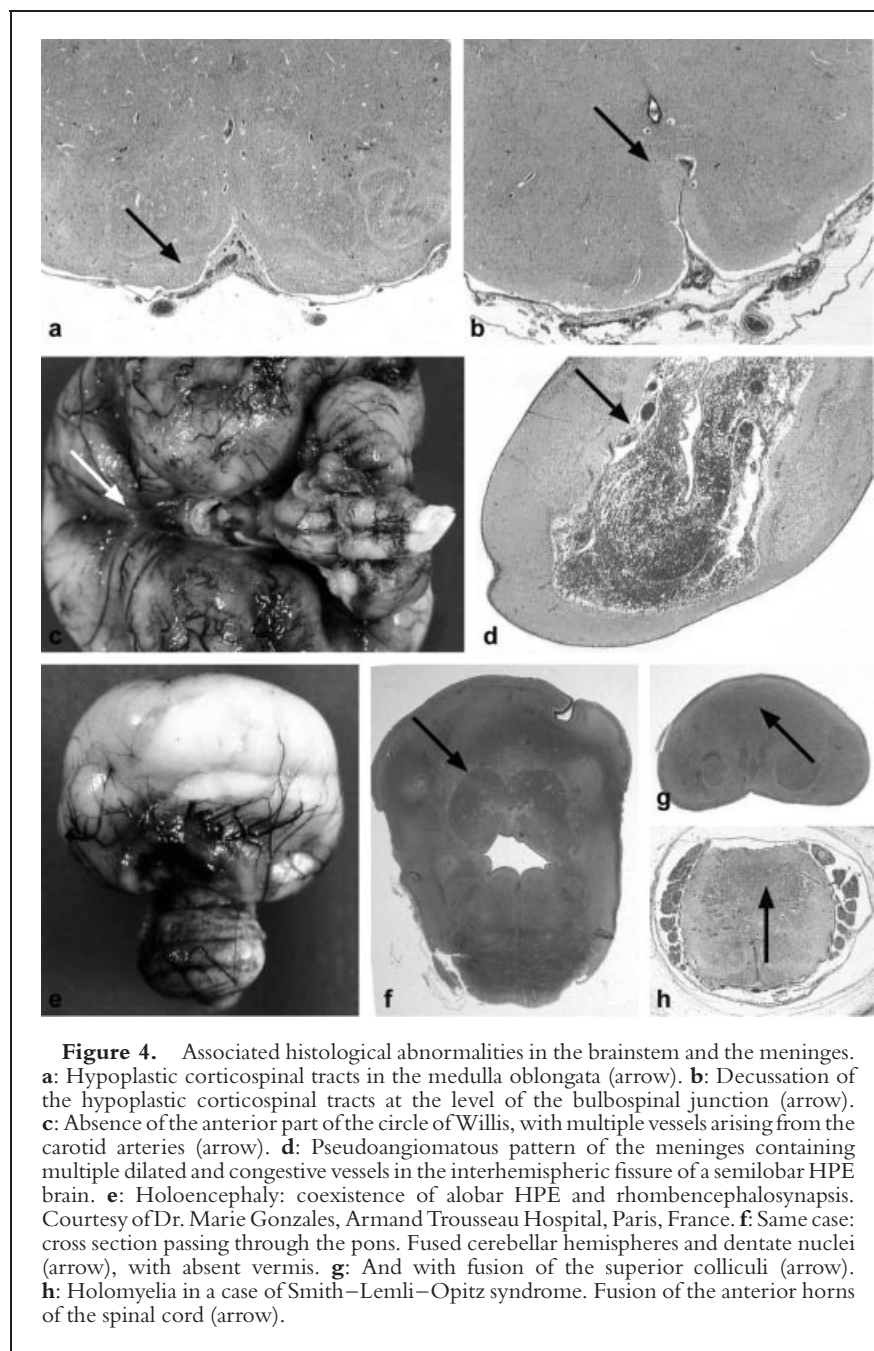 a
b
c
d
e
f
g
h
Figure 4. Associated histological abnormalities in the brainstem and the meninges.
a: Hypoplastic corticospinal tracts in the medulla oblongata (arrow). b: Decussation of
the hypoplastic corticospinal tracts at the level of the bulbospinal junction (arrow).
c: Absence of the anterior part of the circle of Willis, with multiple vessels arising from the
carotid arteries (arrow). d: Pseudoangiomatous pattern of the meninges containing
multiple dilated and congestive vessels in the interhemispheric fissure of a semilobar HPE
brain. e: Holoencephaly: coexistence of alobar HPE and rhombencephalosynapsis.
Courtesy of Dr. Marie Gonzales, Armand Trousseau Hospital, Paris, France. f: Same case:
cross section passing through the pons. Fused cerebellar hemispheres and dentate nuclei
(arrow), with absent vermis. g: And with fusion of the superior colliculi (arrow).
h: Holomyelia in a case of Smith–Lemli–Opitz syndrome. Fusion of the anterior horns
of the spinal cord (arrow).